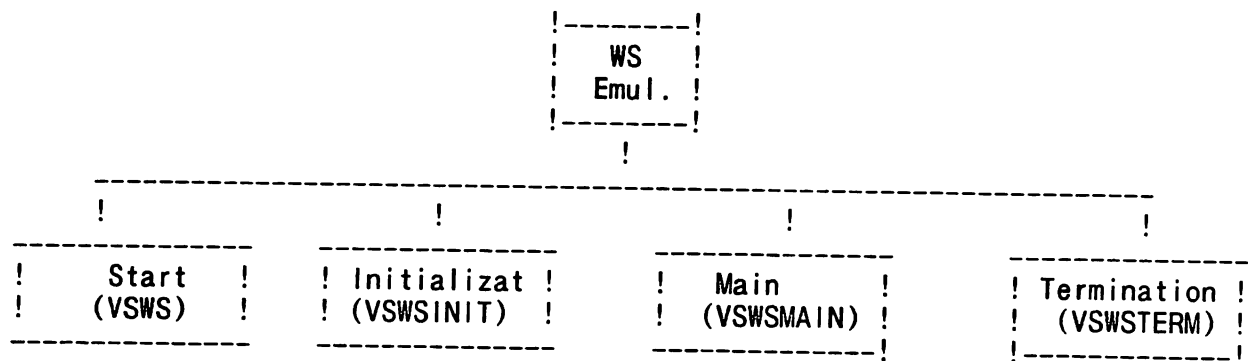 WS
Emul.
Start
(VSWS)
Initializat
(VSWSINIT)
Main
(VSWSMAIN)
Termination
(VSWSTERM)